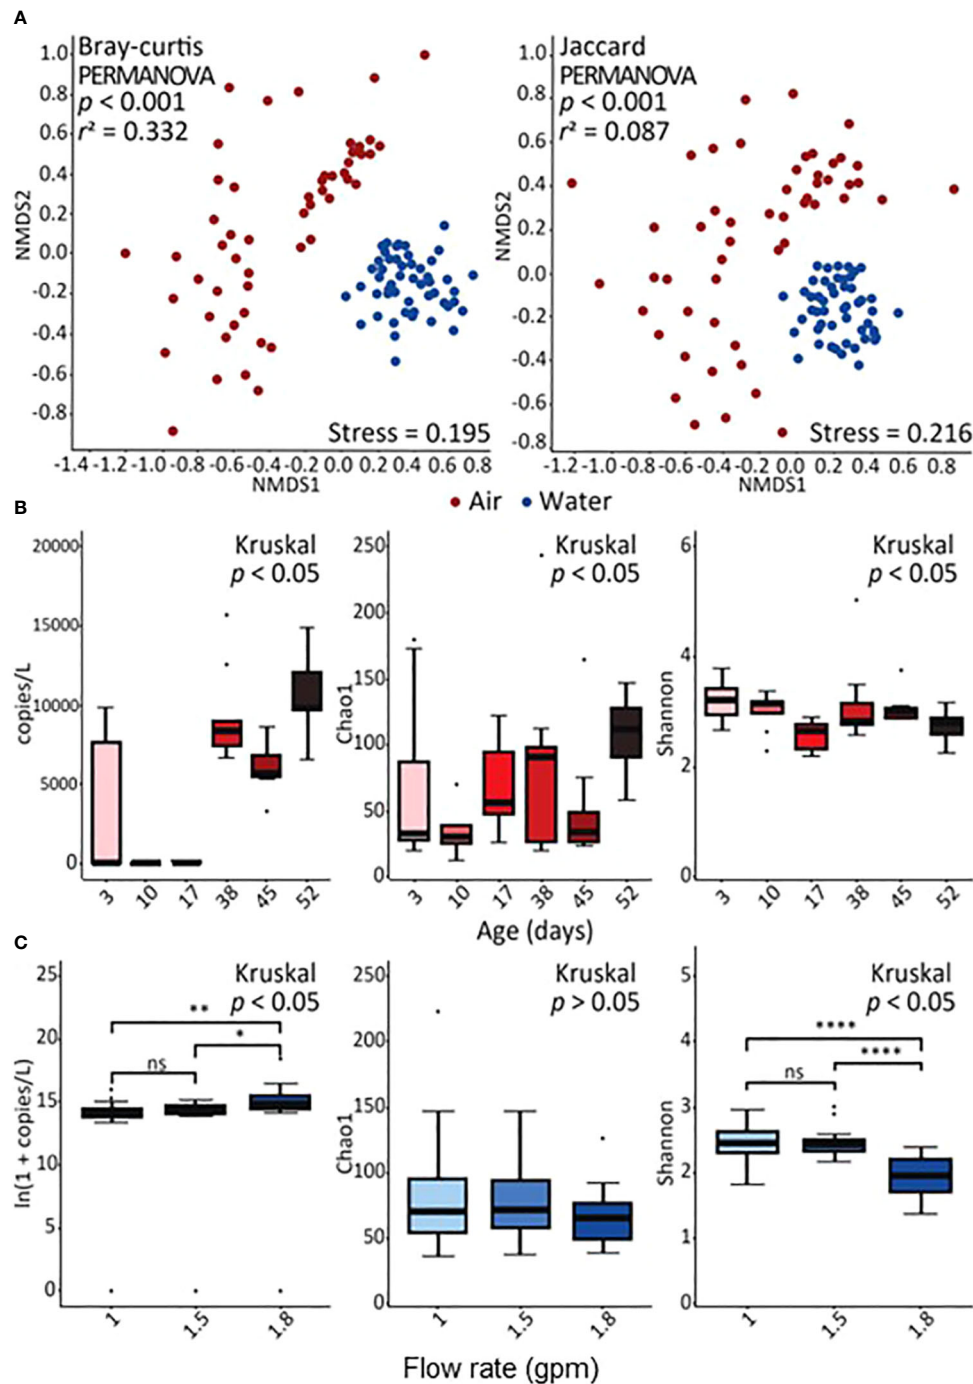 A
Bray-curtis
PERMANOVA
p < 0.001
r² = 0.332
1.0
0.8
0.6
0.4
0.2
0.0
-0.2
-0.4
-0.6
-0.8
NMDS2
Stress = 0.195
-1.4 -1.2 -1.0 -0.8 -0.6 -0.4 -0.2 0.0 0.2 0.4 0.6 0.8
NMDS1
Jaccard
PERMANOVA
p < 0.001
r² = 0.087
1.0
0.8
0.6
0.4
0.2
0.0
-0.2
-0.4
-0.6
-0.8
NMDS2
Stress = 0.216
-1.2 -1.0 -0.8 -0.6 -0.4 -0.2 0.0 0.2 0.4 0.6 0.8
NMDS1
Air Water
B
Kruskal
p < 0.05
20000
15000
10000
5000
0
copies/L
3 10 17 38 45 52
Kruskal
p < 0.05
250
200
150
100
50
0
Chao1
3 10 17 38 45 52
Kruskal
p < 0.05
6
4
2
0
Shannon
3 10 17 38 45 52
Age (days)
C
Kruskal
p < 0.05
**
*
ns
25
20
15
10
5
0
ln(1 + copies/L)
1 1.5 1.8
Kruskal
p > 0.05
250
200
150
100
50
0
Chao1
1 1.5 1.8
Kruskal
p < 0.05
****
****
ns
5
4
3
2
1
0
Shannon
1 1.5 1.8
Flow rate (gpm)